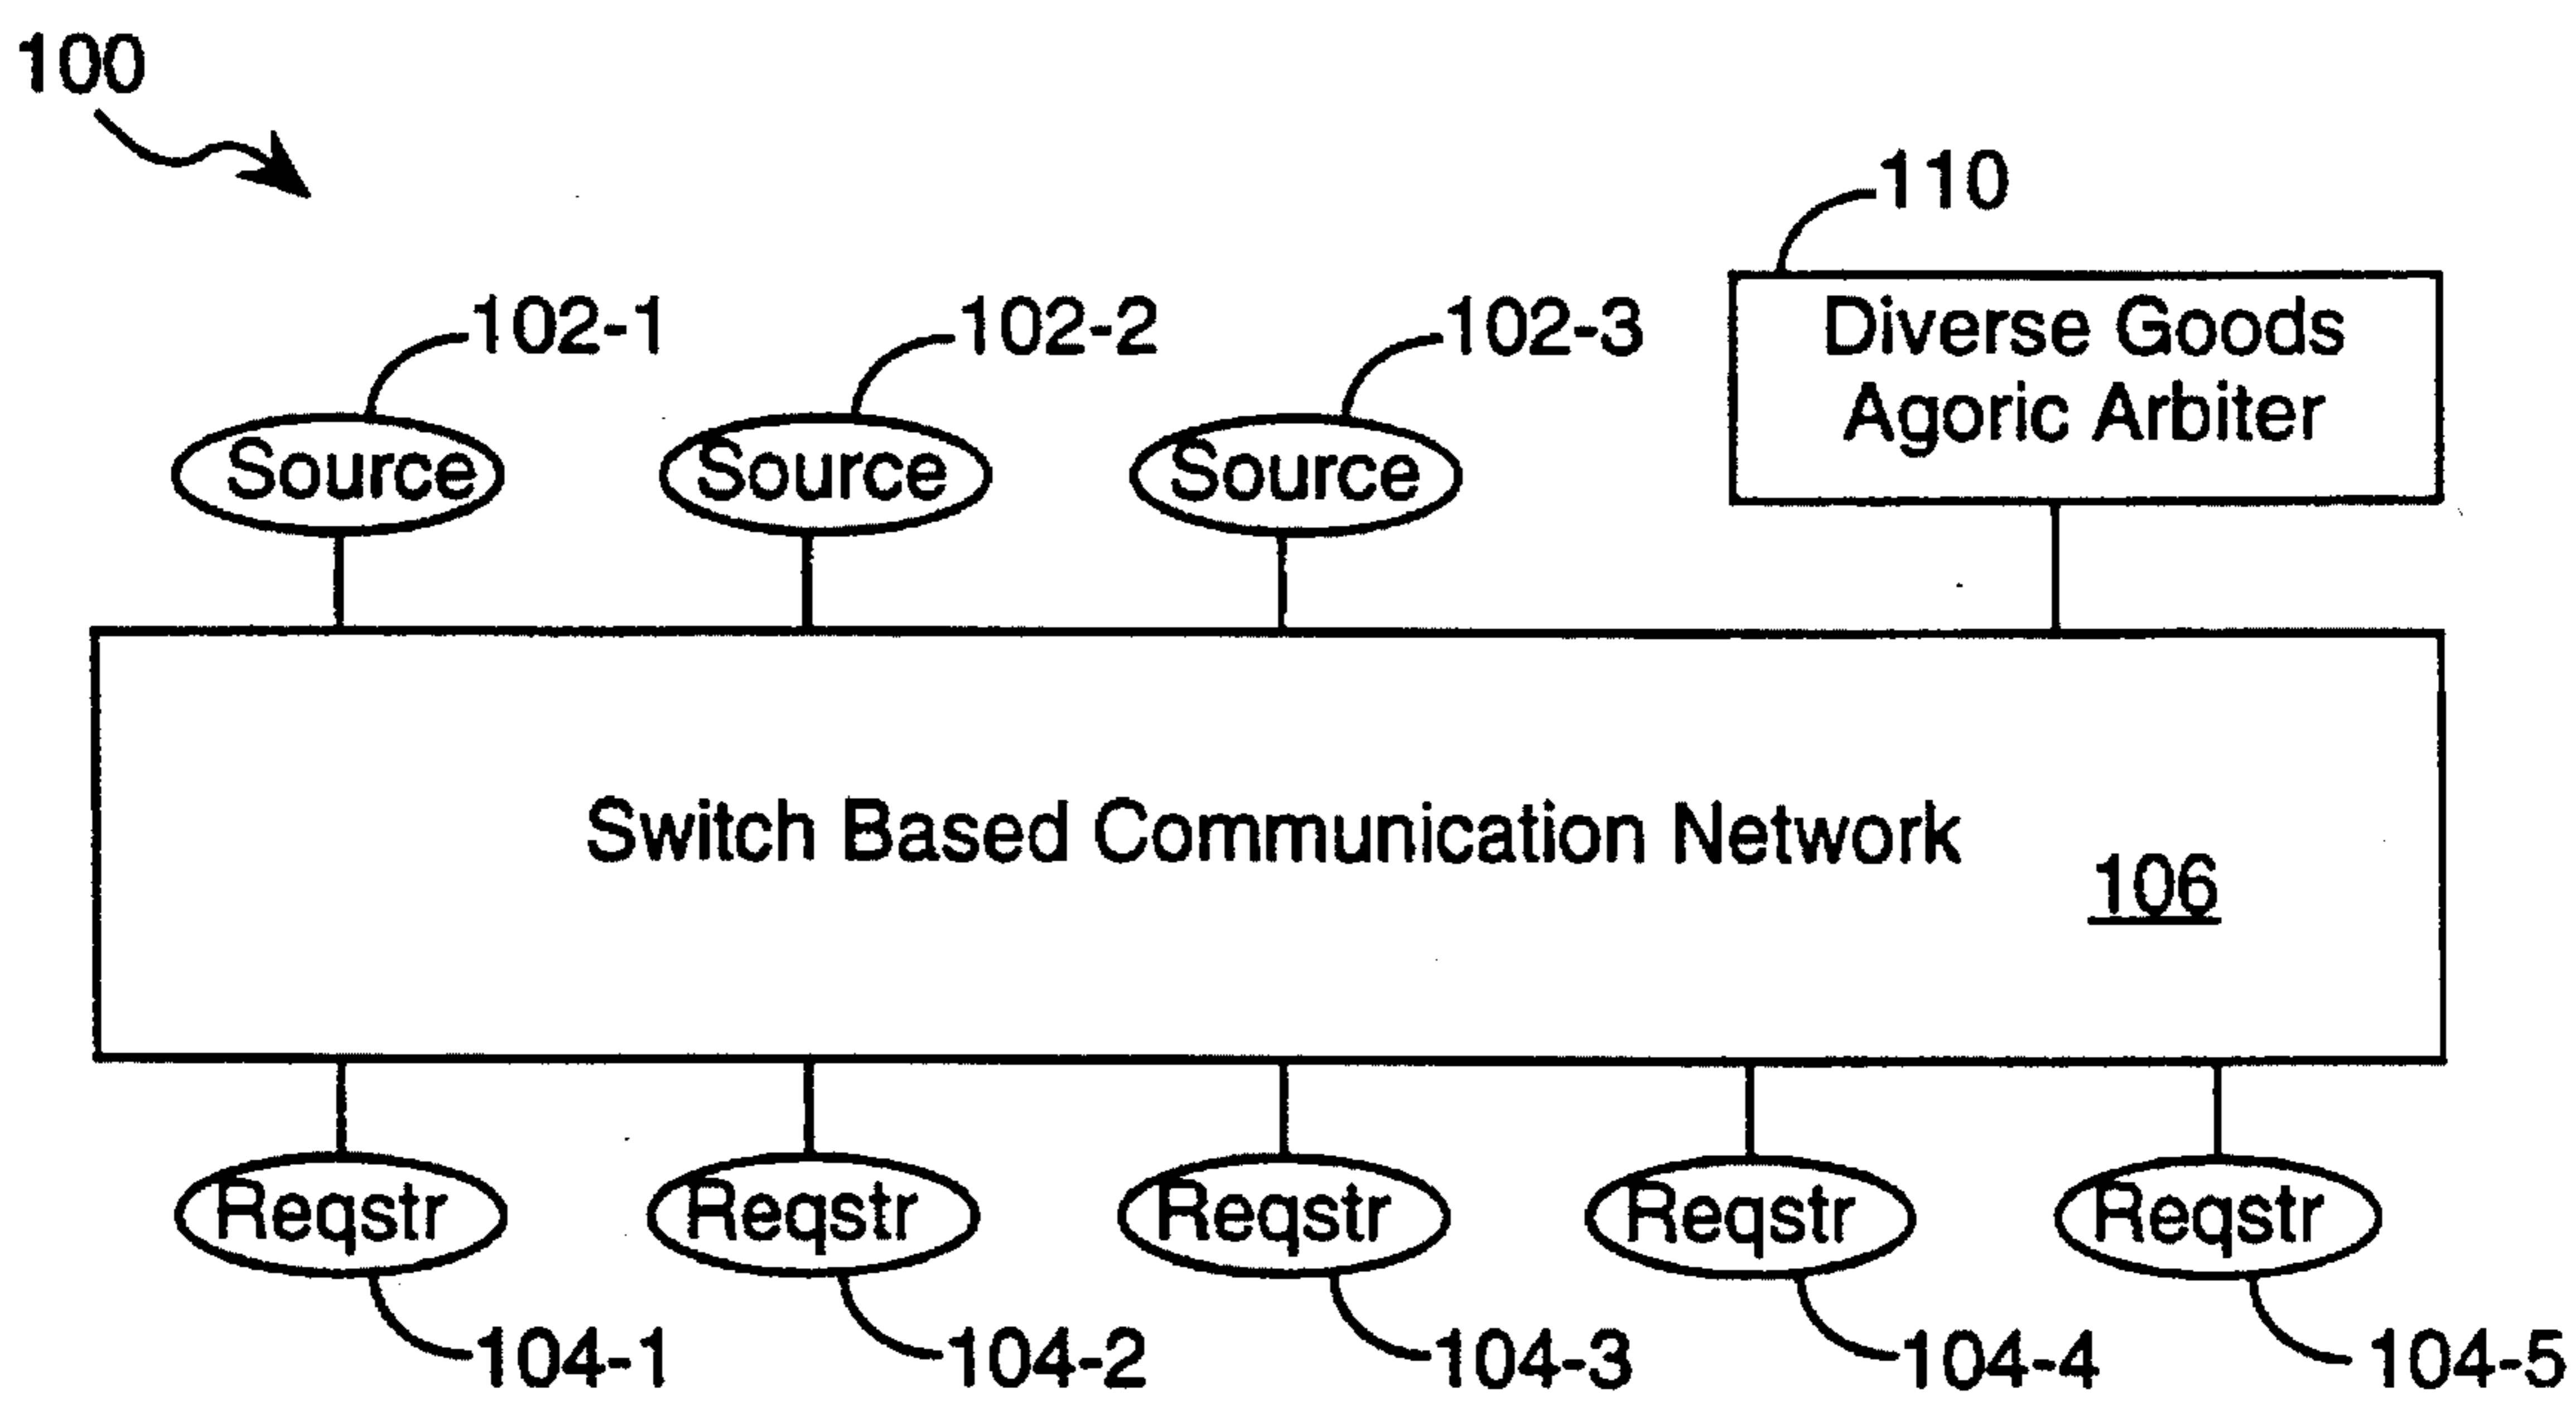 100
110
102-1
102-2
102-3
Diverse Goods
Agoric Arbiter
Source
Source
Source
Switch Based Communication Network
106
Reqstr
Reqstr
Reqstr
Reqstr
Reqstr
104-1
104-2
104-3
104-4
104-5